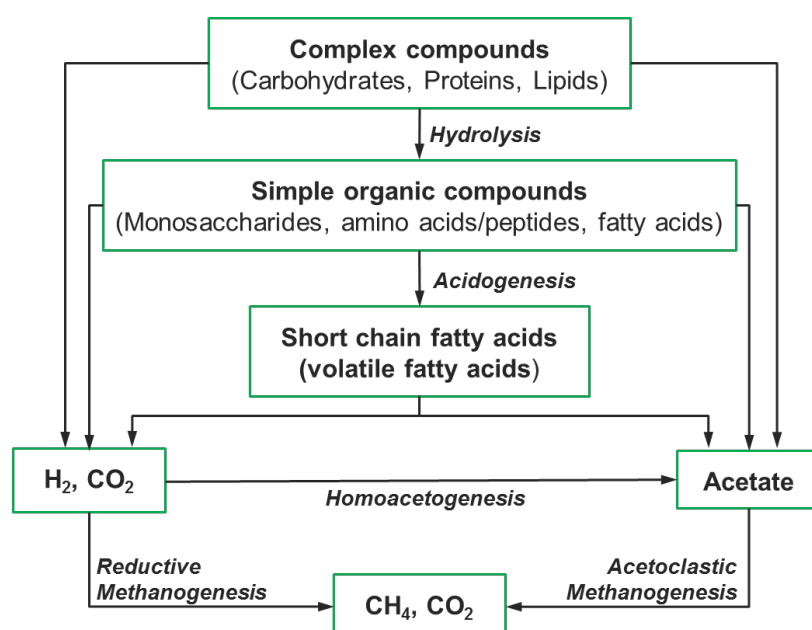 Complex compounds
(Carbohydrates, Proteins, Lipids)
Hydrolysis
Simple organic compounds
(Monosaccharides, amino acids/peptides, fatty acids)
Acidogenesis
Short chain fatty acids
(volatile fatty acids)
H₂, CO₂
Homoacetogenesis
Acetate
Reductive
Methanogenesis
Acetoclastic
Methanogenesis
CH₄, CO₂